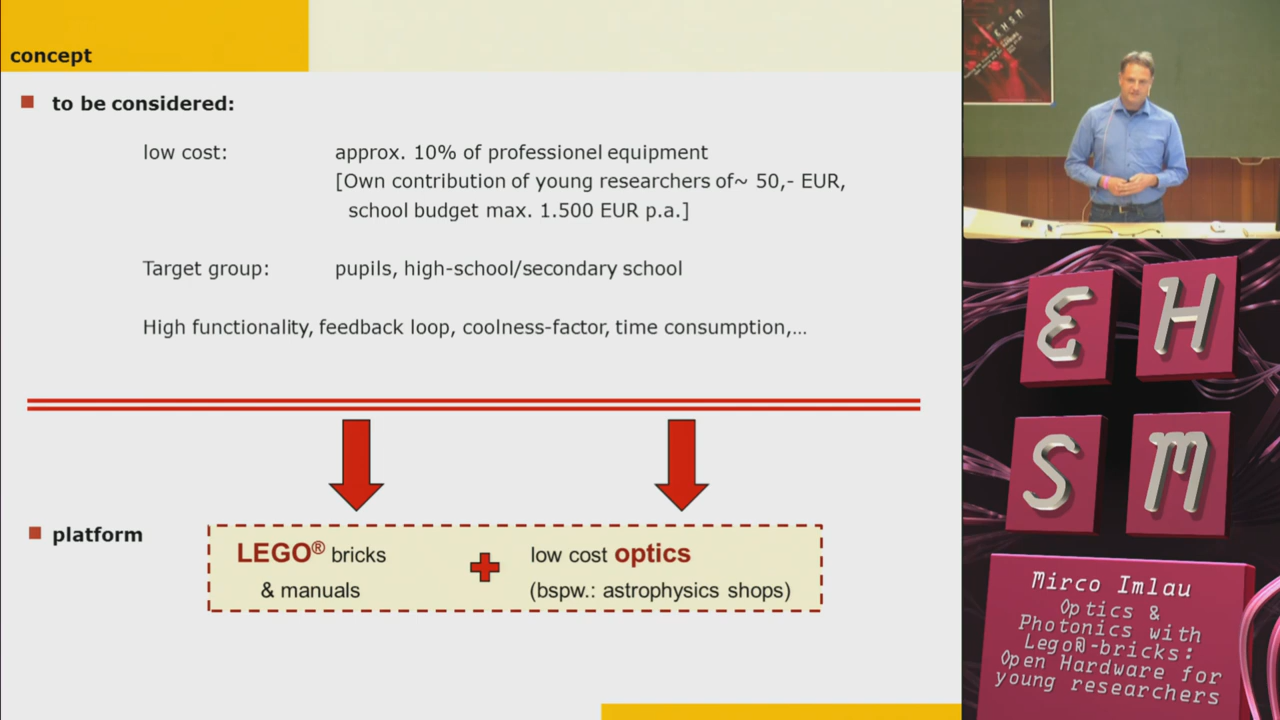 concept
to be considered:
low cost: approx. 10% of professionel equipment
[Own contribution of young researchers of~ 50,- EUR,
school budget max. 1.500 EUR p.a.]
Target group: pupils, high-school/secondary school
High functionality, feedback loop, coolness-factor, time consumption,...
platform
LEGO® bricks
& manuals
low cost optics
(bspw.: astrophysics shops)
E H
S M
Mirco Imlau
Optics &
Photonics with
Lego®-bricks:
Open Hardware for
young researchers